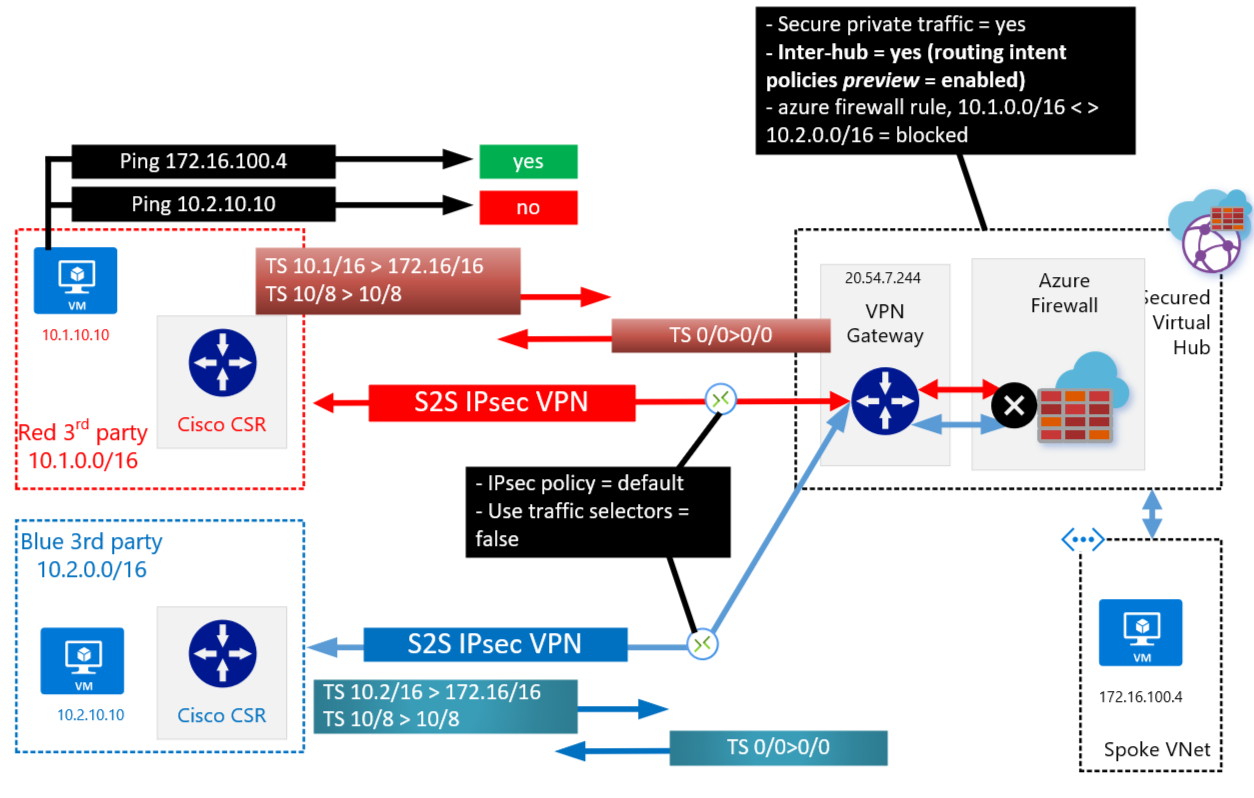 - Secure private traffic = yes
- Inter-hub = yes (routing intent
policies preview = enabled)
- azure firewall rule, 10.1.0.0/16 < >
10.2.0.0/16 = blocked
Ping 172.16.100.4
yes
Ping 10.2.10.10
no
VM
10.1.10.10
TS 10.1/16 > 172.16/16
TS 10/8 > 10/8
TS 0/0>0/0
20.54.7.244
VPN
Gateway
Azure
Firewall
Secured
Virtual
Hub
Cisco CSR
Red 3rd party
10.1.0.0/16
S2S IPsec VPN
- IPsec policy = default
- Use traffic selectors =
false
Blue 3rd party
10.2.0.0/16
VM
10.2.10.10
Cisco CSR
S2S IPsec VPN
TS 10.2/16 > 172.16/16
TS 10/8 > 10/8
TS 0/0>0/0
VM
172.16.100.4
Spoke VNet